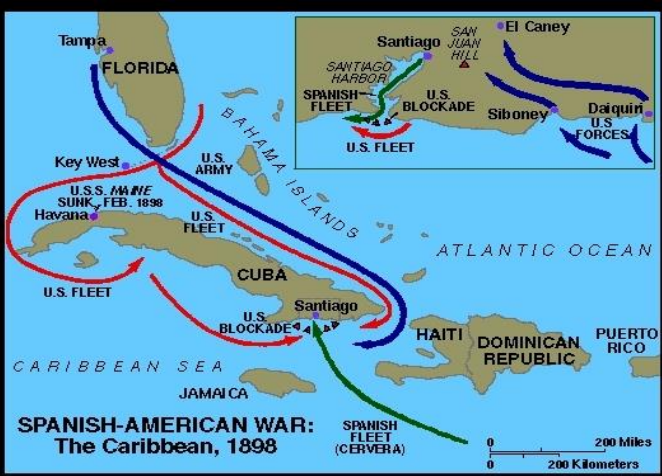 Tampa
FLORIDA
Key West
U.S.S. MAINE
SUNK, FEB. 1898
Havana
U.S. FLEET
BAHAMA ISLANDS
U.S.
ARMY
U.S.
FLEET
CUBA
Santiago
U.S.
BLOCKADE
ATLANTIC OCEAN
HAITI
DOMINICAN
REPUBLIC
PUERTO
RICO
CARIBBEAN SEA
JAMAICA
SPANISH
FLEET
(CERVERA)
SPANISH-AMERICAN WAR:
The Caribbean, 1898
0 200 Miles
0 200 Kilometers
Santiago
SAN
JUAN
HILL
El Caney
SANTIAGO
HARBOR
SPANISH
FLEET
U.S.
BLOCKADE
U.S. FLEET
Siboney
Daiquiri
U.S
FORCES